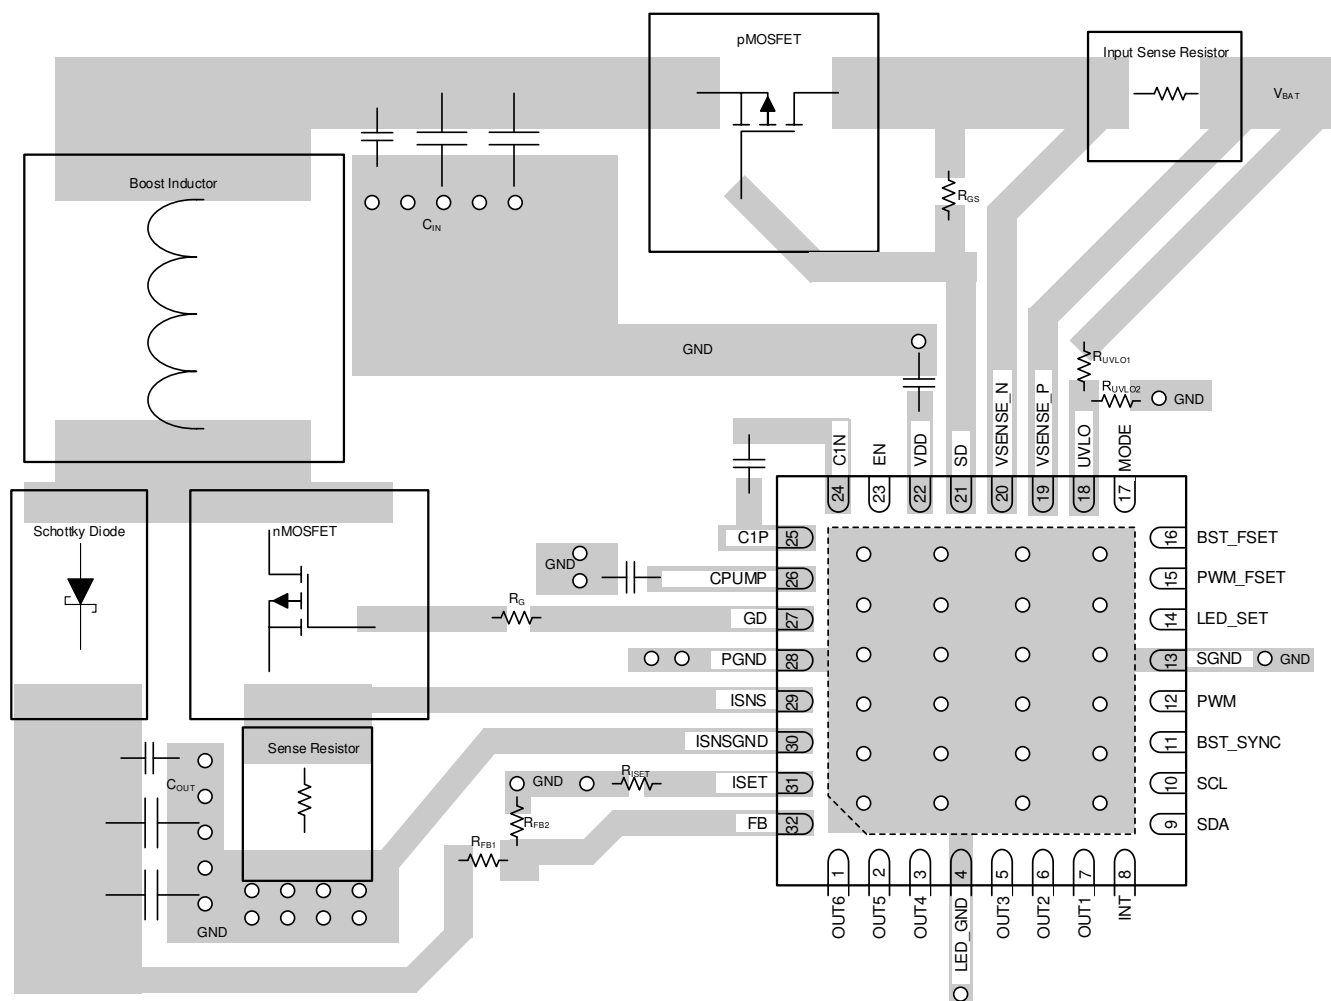 pMOSFET
Input Sense Resistor
VBAT
Boost Inductor
RGS
CIN
GND
RUVLO1
RUVLO2
GND
C1N
EN
VDD
SD
VSENSE_N
VSENSE_P
UVLO
MODE
24
23
22
21
20
19
18
17
Schottky Diode
nMOSFET
C1P
25
16
BST_FSET
GND
CPUMP
26
15
PWM_FSET
RG
GD
27
14
LED_SET
PGND
28
13
SGND
GND
ISNS
29
12
PWM
ISNSGND
30
11
BST_SYNC
Sense Resistor
COUT
GND
RISET
ISET
31
10
SCL
RFB2
FB
32
9
SDA
RFB1
GND
1
2
3
4
5
6
7
8
OUT6
OUT5
OUT4
LED_GND
OUT3
OUT2
OUT1
INT